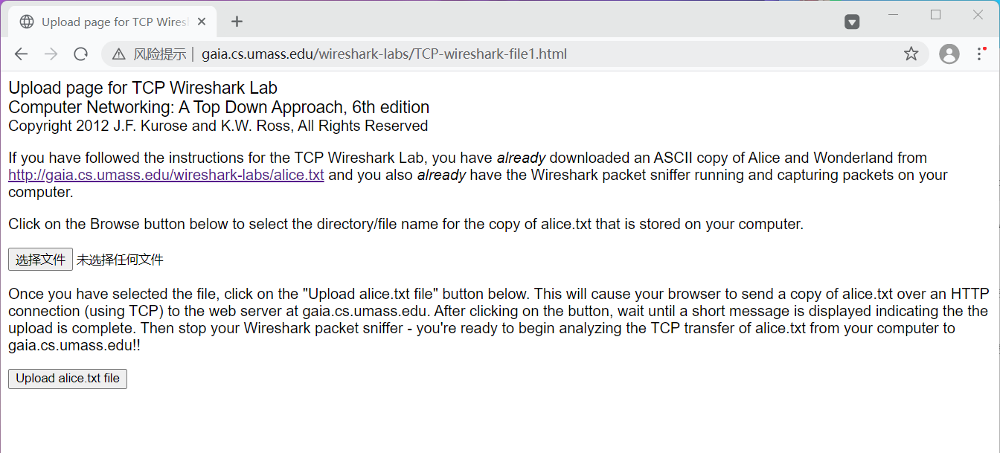 Upload page for TCP Wires
风险提示 | gaia.cs.umass.edu/wireshark-labs/TCP-wireshark-file1.html
Upload page for TCP Wireshark Lab
Computer Networking: A Top Down Approach, 6th edition
Copyright 2012 J.F. Kurose and K.W. Ross, All Rights Reserved
If you have followed the instructions for the TCP Wireshark Lab, you have already downloaded an ASCII copy of Alice and Wonderland from
http://gaia.cs.umass.edu/wireshark-labs/alice.txt and you also already have the Wireshark packet sniffer running and capturing packets on your
computer.
Click on the Browse button below to select the directory/file name for the copy of alice.txt that is stored on your computer.
选择文件 未选择任何文件
Once you have selected the file, click on the "Upload alice.txt file" button below. This will cause your browser to send a copy of alice.txt over an HTTP
connection (using TCP) to the web server at gaia.cs.umass.edu. After clicking on the button, wait until a short message is displayed indicating the the
upload is complete. Then stop your Wireshark packet sniffer - you're ready to begin analyzing the TCP transfer of alice.txt from your computer to
gaia.cs.umass.edu!!
Upload alice.txt file